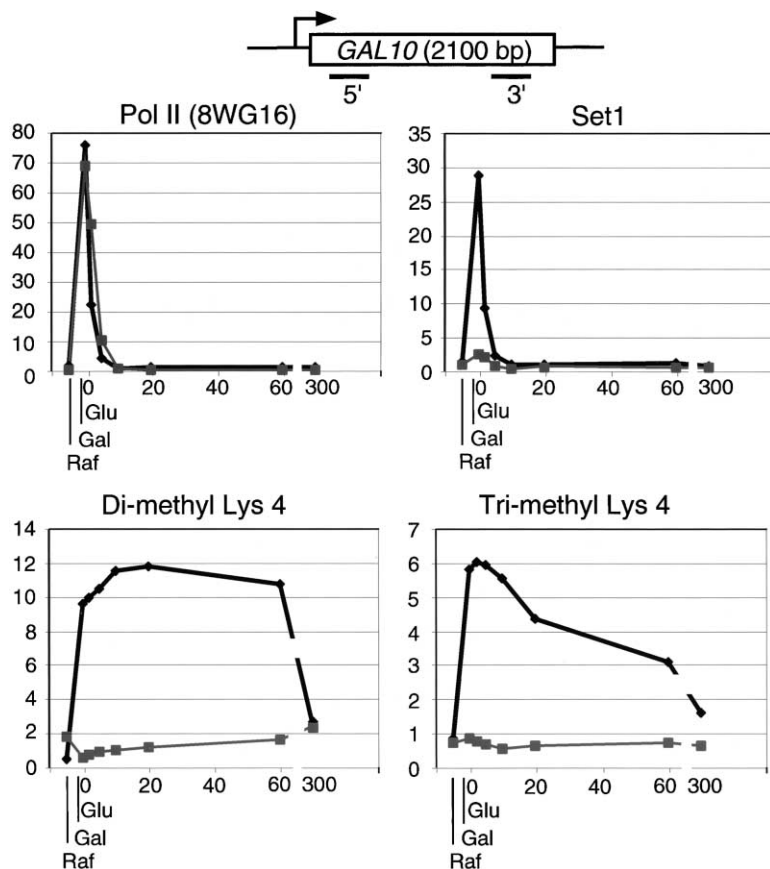 GAL10 (2100 bp)
5' 3'
Pol II (8WG16)
80
70
60
50
40
30
20
10
0
0 20 40 60 300
Glu
Gal
Raf
Set1
35
30
25
20
15
10
5
0
0 20 40 60 300
Glu
Gal
Raf
Di-methyl Lys 4
14
12
10
8
6
4
2
0
0 20 40 60 300
Glu
Gal
Raf
Tri-methyl Lys 4
7
6
5
4
3
2
1
0
0 20 40 60 300
Glu
Gal
Raf